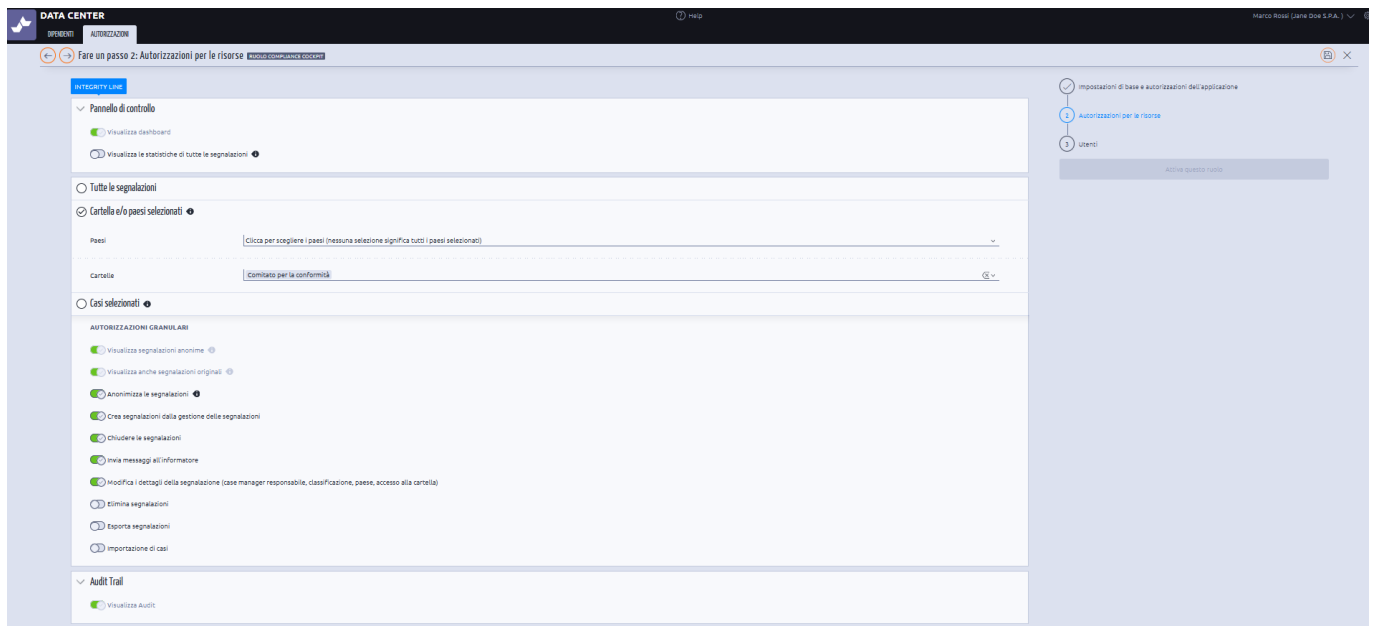 DATA CENTER
Help
Marco Rossi (Jane Doe S.P.A. )
DIPENDENTI
AUTORIZZAZIONI
Fare un passo 2: Autorizzazioni per le risorse RUOLO COMPLIANCE COCKPIT
INTEGRITY LINE
Pannello di controllo
Visualizza dashboard
Visualizza le statistiche di tutte le segnalazioni
Tutte le segnalazioni
Cartella e/o paesi selezionati
Paesi
Clicca per scegliere i paesi (nessuna selezione significa tutti i paesi selezionati)
Cartelle
Comitato per la conformità
Casi selezionati
AUTORIZZAZIONI GRANULARI
Visualizza segnalazioni anonime
Visualizza anche segnalazioni originali
Anonimizza le segnalazioni
Crea segnalazioni dalla gestione delle segnalazioni
Chiudere le segnalazioni
Invia messaggi all'informatore
Modifica i dettagli della segnalazione (case manager responsabile, classificazione, paese, accesso alla cartella)
Elimina segnalazioni
Esporta segnalazioni
Importazione di casi
Audit Trail
Visualizza Audit
Impostazioni di base e autorizzazioni dell'applicazione
2 Autorizzazioni per le risorse
3 Utenti
Attiva questo ruolo